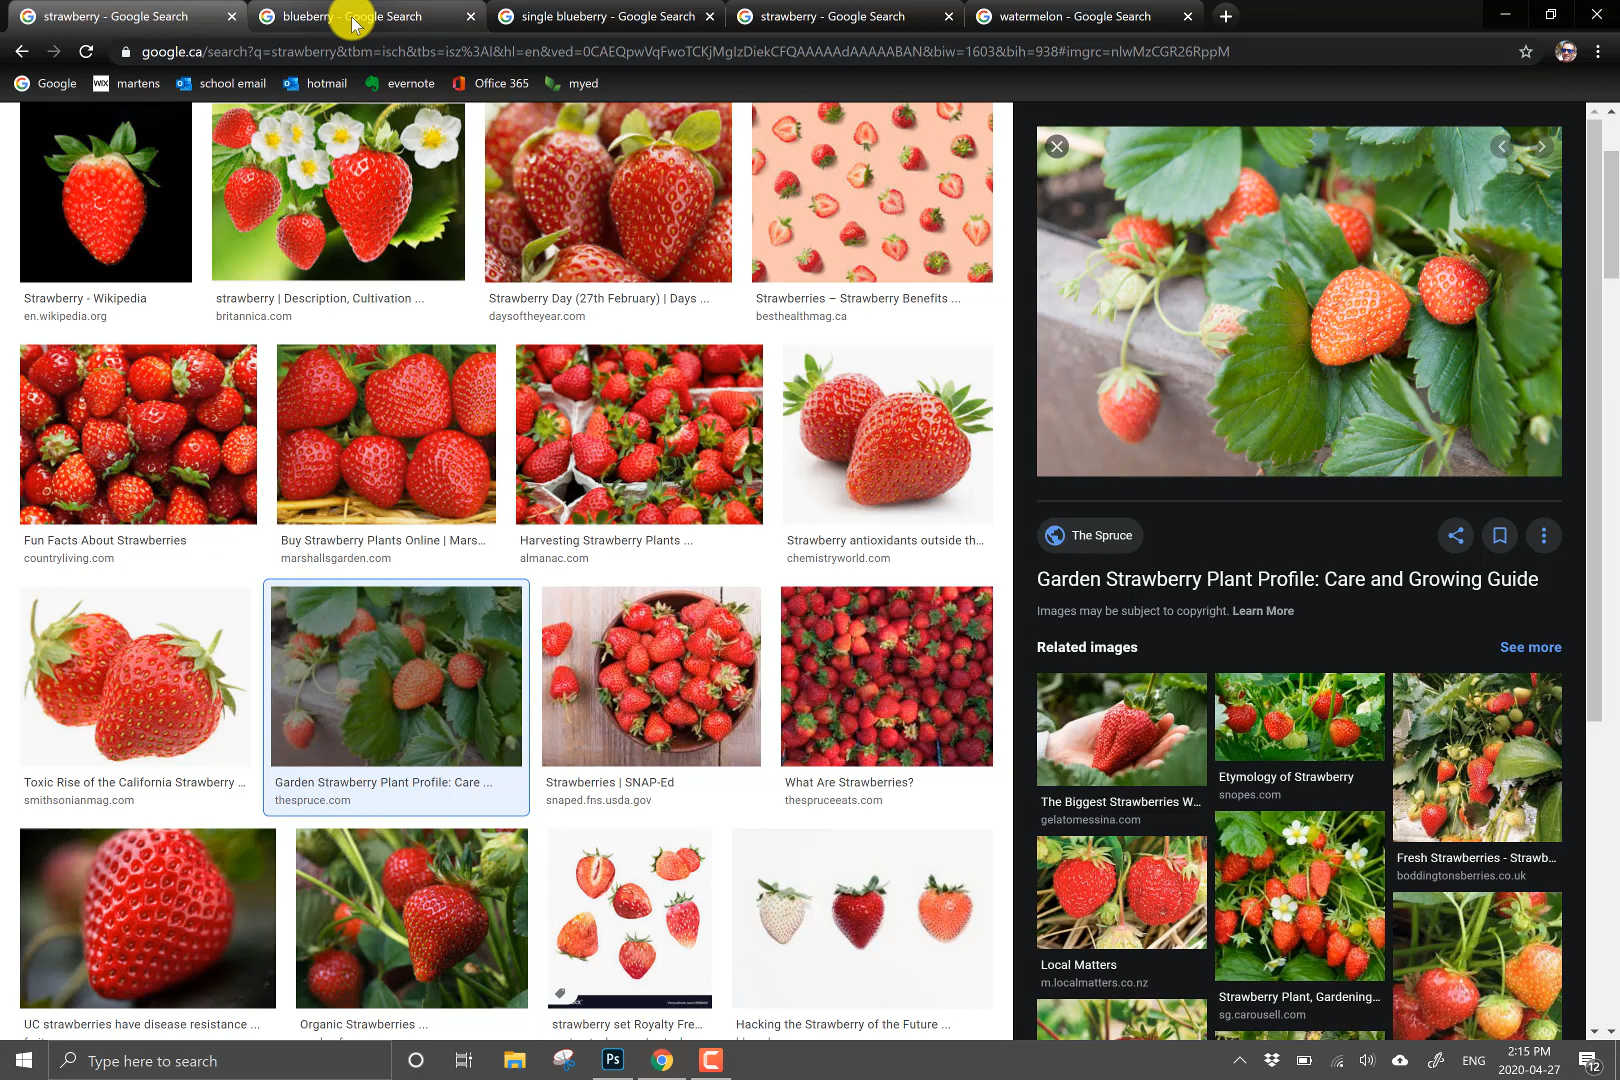 strawberry - Google Search
blueberry - Google Search
single blueberry - Google Search
strawberry - Google Search
watermelon - Google Search
google.ca/search?q=strawberry&tbm=isch&tbs=isz%3Al&hl=en&ved=0CAEQpwVqFwoTCKjMgIzDiekCFQAAAAAdAAAAABAN&biw=1603&bih=938#imgrc=nlwMzCGR26RppM
Google
WIX martens
school email
hotmail
evernote
Office 365
myed
Strawberry - Wikipedia
en.wikipedia.org
strawberry | Description, Cultivation ...
britannica.com
Strawberry Day (27th February) | Days ...
daysoftheyear.com
Strawberries – Strawberry Benefits ...
besthealthmag.ca
Fun Facts About Strawberries
countryliving.com
Buy Strawberry Plants Online | Mars...
marshallsgarden.com
Harvesting Strawberry Plants ...
almanac.com
Strawberry antioxidants outside th...
chemistryworld.com
Toxic Rise of the California Strawberry ...
smithsonianmag.com
Garden Strawberry Plant Profile: Care ...
thespruce.com
Strawberries | SNAP-Ed
snaped.fns.usda.gov
What Are Strawberries?
thespruceeats.com
UC strawberries have disease resistance ...
Organic Strawberries ...
strawberry set Royalty Fre...
Hacking the Strawberry of the Future ...
The Spruce
Garden Strawberry Plant Profile: Care and Growing Guide
Images may be subject to copyright. Learn More
Related images
See more
The Biggest Strawberries W...
gelatomessina.com
Etymology of Strawberry
snopes.com
Fresh Strawberries - Strawb...
boddingtonsberries.co.uk
Local Matters
m.localmatters.co.nz
Strawberry Plant, Gardening...
sg.carousell.com
Type here to search
Ps
ENG
2:15 PM
2020-04-27
12